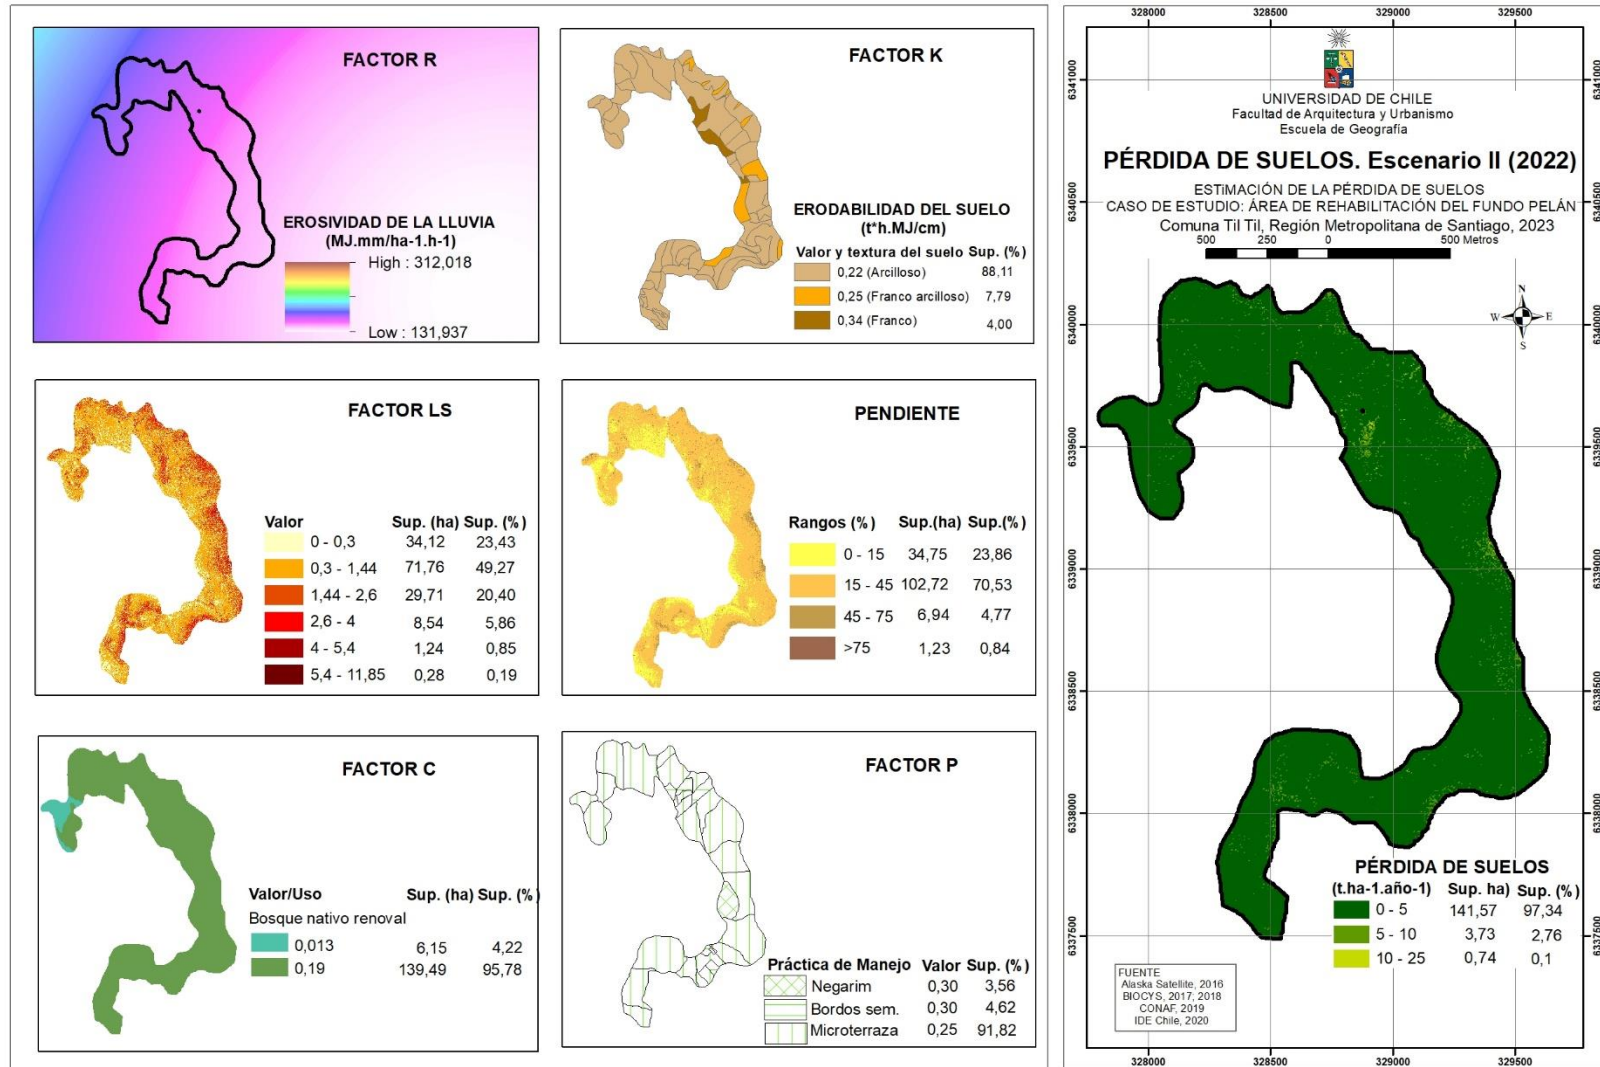 FACTOR R
EROSIVIDAD DE LA LLUVIA
(MJ.mm/ha-1.h-1)
High : 312,018
Low : 131,937
FACTOR K
ERODABILIDAD DEL SUELO
(t*h.MJ/cm)
Valor y textura del suelo Sup. (%)
0,22 (Arcilloso) 88,11
0,25 (Franco arcilloso) 7,79
0,34 (Franco) 4,00
FACTOR LS
Valor Sup. (ha) Sup. (%)
0 - 0,3 34,12 23,43
0,3 - 1,44 71,76 49,27
1,44 - 2,6 29,71 20,40
2,6 - 4 8,54 5,86
4 - 5,4 1,24 0,85
5,4 - 11,85 0,28 0,19
PENDIENTE
Rangos (%) Sup.(ha) Sup.(%)
0 - 15 34,75 23,86
15 - 45 102,72 70,53
45 - 75 6,94 4,77
>75 1,23 0,84
FACTOR C
Valor/Uso Sup. (ha) Sup. (%)
Bosque nativo renoval
0,013 6,15 4,22
0,19 139,49 95,78
FACTOR P
Práctica de Manejo Valor Sup. (%)
Negarim 0,30 3,56
Bordos sem. 0,30 4,62
Microterraza 0,25 91,82
328000 328500 329000 329500
UNIVERSIDAD DE CHILE
Facultad de Arquitectura y Urbanismo
Escuela de Geografía
PÉRDIDA DE SUELOS. Escenario II (2022)
ESTIMACIÓN DE LA PÉRDIDA DE SUELOS
CASO DE ESTUDIO: ÁREA DE REHABILITACIÓN DEL FUNDO PELÁN
Comuna Til Til, Región Metropolitana de Santiago, 2023
500 250 0 500 Metros
N
W E
S
6341000 6341000
6340500 6340500
6340000 6340000
6339500 6339500
6339000 6339000
6338500 6338500
6338000 6338000
6337500 6337500
PÉRDIDA DE SUELOS
(t.ha-1.año-1) Sup. ha) Sup. (%)
0 - 5 141,57 97,34
5 - 10 3,73 2,76
10 - 25 0,74 0,1
FUENTE
Alaska Satellite, 2016
BIOCYS, 2017, 2018
CONAF, 2019
IDE Chile, 2020
328000 328500 329000 329500